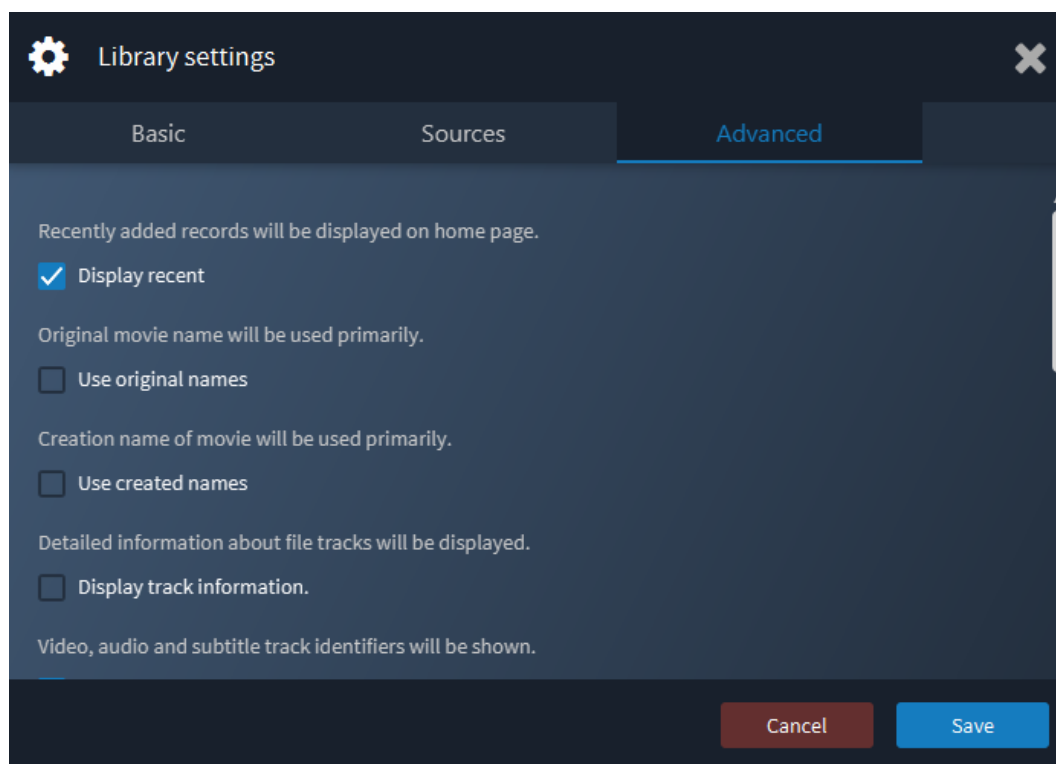 Library settings
Basic
Sources
Advanced
Recently added records will be displayed on home page.
Display recent
Original movie name will be used primarily.
Use original names
Creation name of movie will be used primarily.
Use created names
Detailed information about file tracks will be displayed.
Display track information.
Video, audio and subtitle track identifiers will be shown.
Cancel
Save